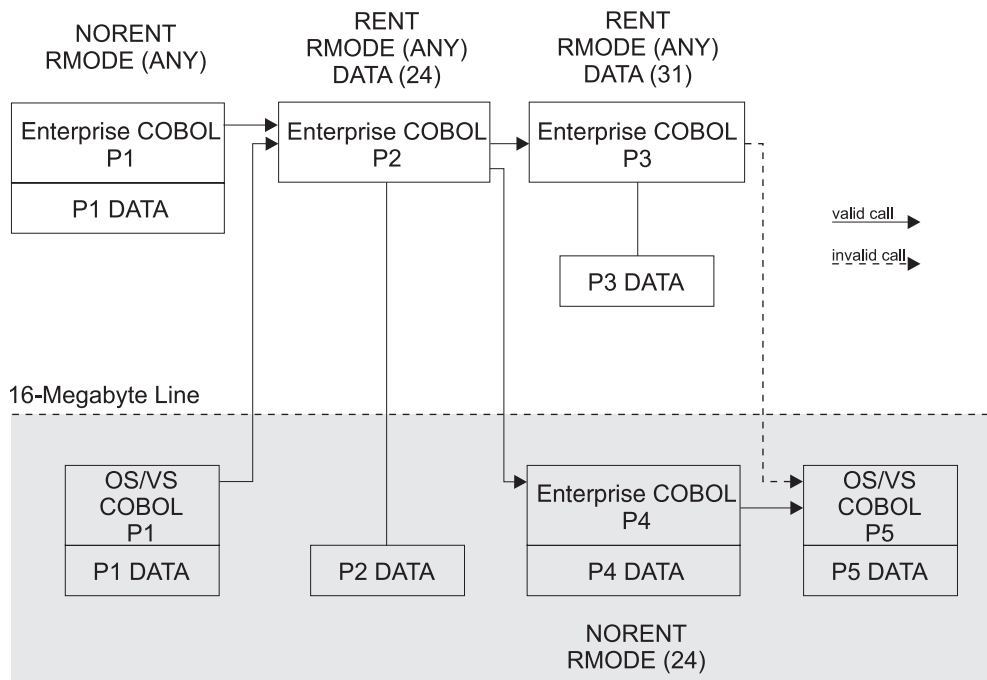 NORENT
RMODE (ANY)
RENT
RMODE (ANY)
DATA (24)
RENT
RMODE (ANY)
DATA (31)
Enterprise COBOL
P1
P1 DATA
Enterprise COBOL
P2
Enterprise COBOL
P3
P3 DATA
valid call
invalid call
16-Megabyte Line
OS/VS
COBOL
P1
P1 DATA
P2 DATA
Enterprise COBOL
P4
P4 DATA
OS/VS
COBOL
P5
P5 DATA
NORENT
RMODE (24)